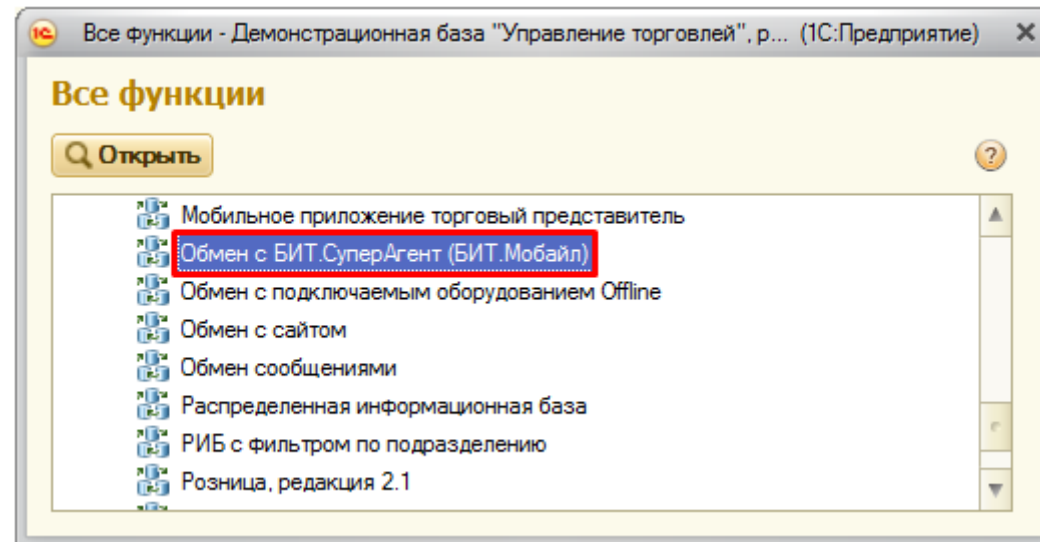 Все функции - Демонстрационная база "Управление торговлей", р... (1С:Предприятие)
Все функции
Открыть
Мобильное приложение торговый представитель
Обмен с БИТ.СуперАгент (БИТ.Мобайл)
Обмен с подключаемым оборудованием Offline
Обмен с сайтом
Обмен сообщениями
Распределенная информационная база
РИБ с фильтром по подразделению
Розница, редакция 2.1